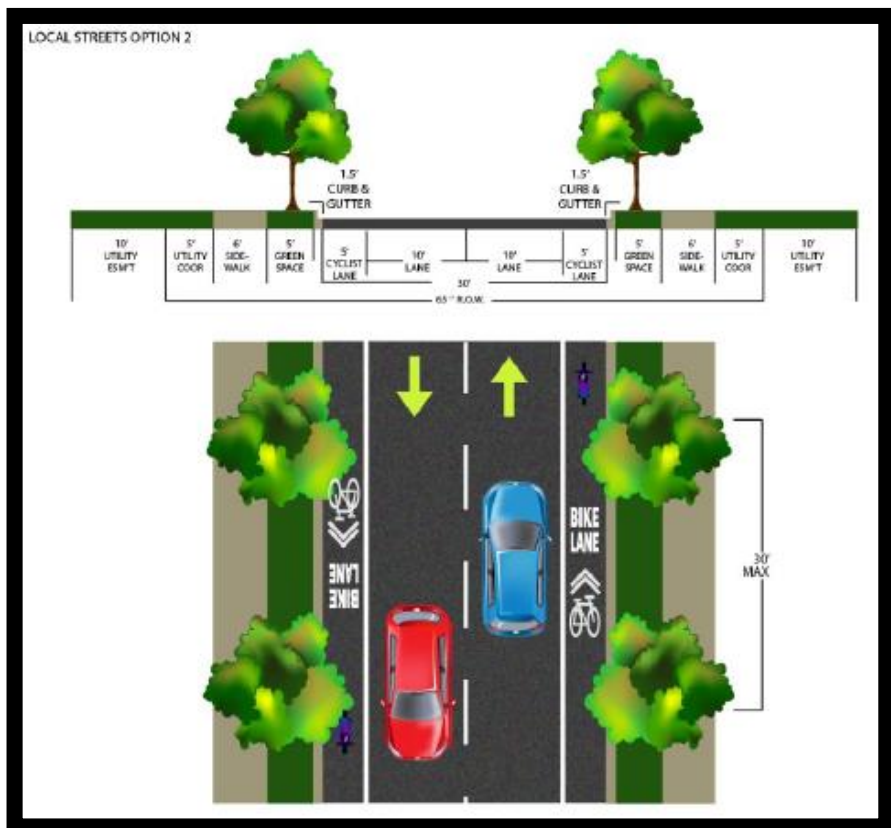 LOCAL STREETS OPTION 2
1.5'
CURB &
GUTTER
1.5'
CURB &
GUTTER
10'
UTILITY
ESM'T
5'
UTILITY
COOR
6'
SIDE-
WALK
5'
GREEN
SPACE
5'
CYCLIST
LANE
10'
LANE
10'
LANE
5'
CYCLIST
LANE
5'
GREEN
SPACE
6'
SIDE-
WALK
5'
UTILITY
COOR
10'
UTILITY
ESM'T
30'
R.O.W.
BIKE
LANE
BIKE
LANE
30'
MAX